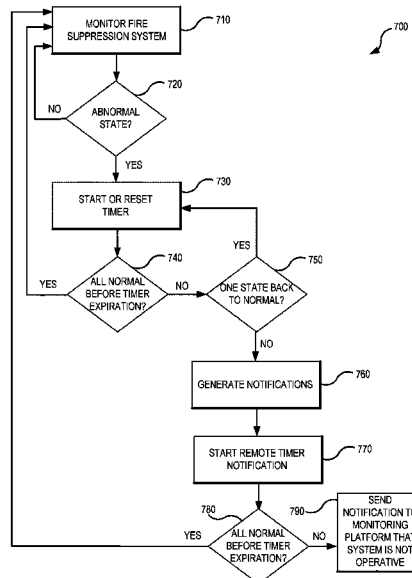 MONITOR FIRE
SUPPRESSION SYSTEM
710
700
720
NO
ABNORMAL
STATE?
YES
730
START OR RESET
TIMER
740
YES
750
YES
ALL NORMAL
BEFORE TIMER
EXPIRATION?
NO
ONE STATE BACK
TO NORMAL?
NO
760
GENERATE NOTIFICATIONS
770
START REMOTE TIMER
NOTIFICATION
780
790
YES
ALL NORMAL
BEFORE TIMER
EXPIRATION?
NO
SEND
NOTIFICATION TO
MONITORING
PLATFORM THAT
SYSTEM IS NOT
OPERATIVE